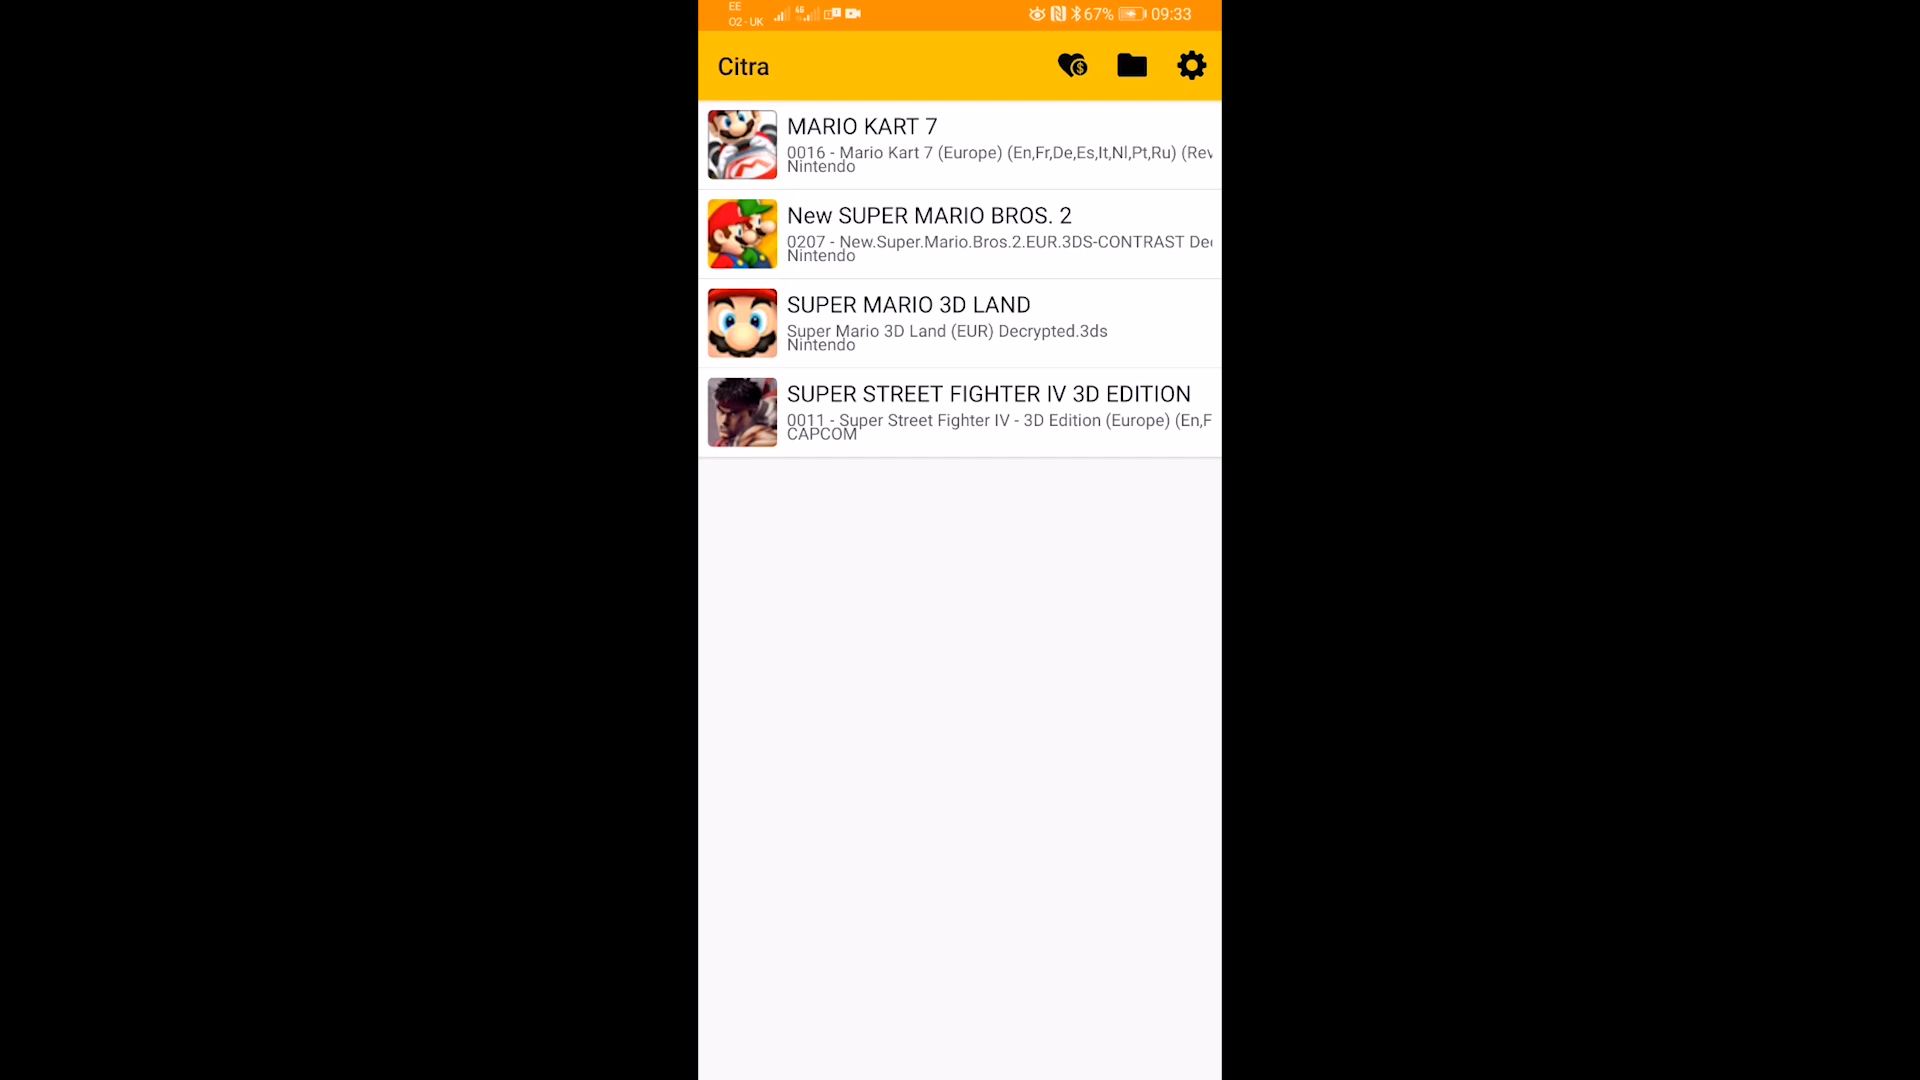 EE
O2 - UK
4G
67%
09:33
Citra
MARIO KART 7
0016 - Mario Kart 7 (Europe) (En,Fr,De,Es,It,Nl,Pt,Ru) (Rev
Nintendo
New SUPER MARIO BROS. 2
0207 - New.Super.Mario.Bros.2.EUR.3DS-CONTRAST De
Nintendo
SUPER MARIO 3D LAND
Super Mario 3D Land (EUR) Decrypted.3ds
Nintendo
SUPER STREET FIGHTER IV 3D EDITION
0011 - Super Street Fighter IV - 3D Edition (Europe) (En,F
CAPCOM